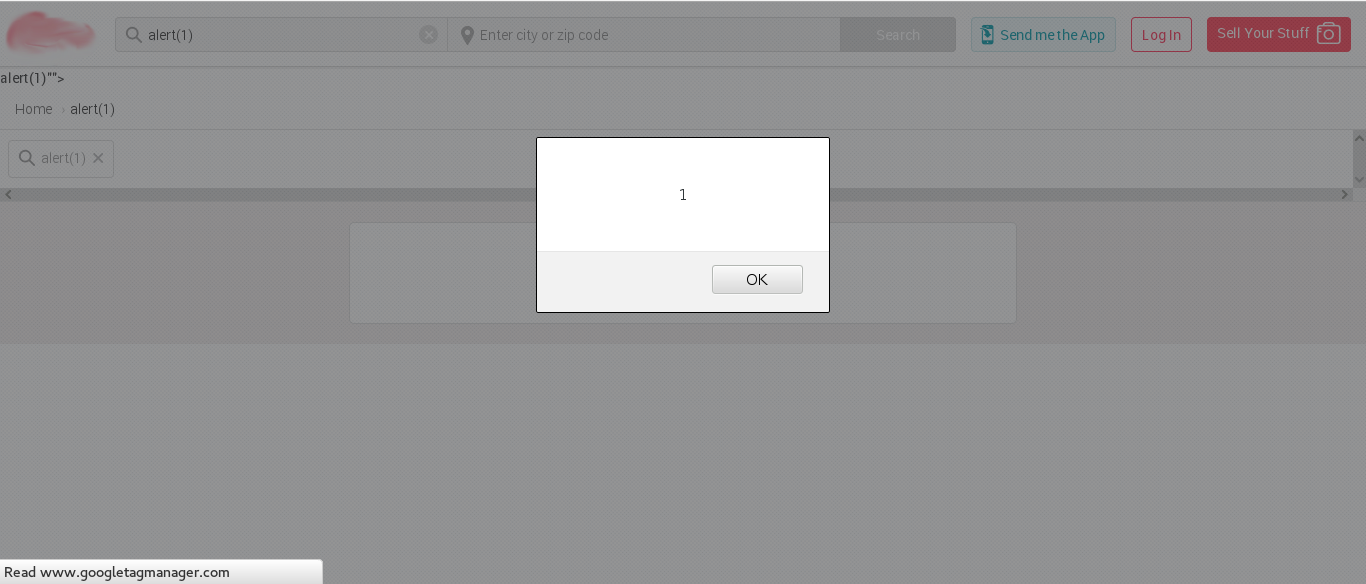 alert(1)
Enter city or zip code
Search
Send me the App
Log In
Sell Your Stuff
alert(1)"">
Home › alert(1)
alert(1)
1
OK
Read www.googletagmanager.com